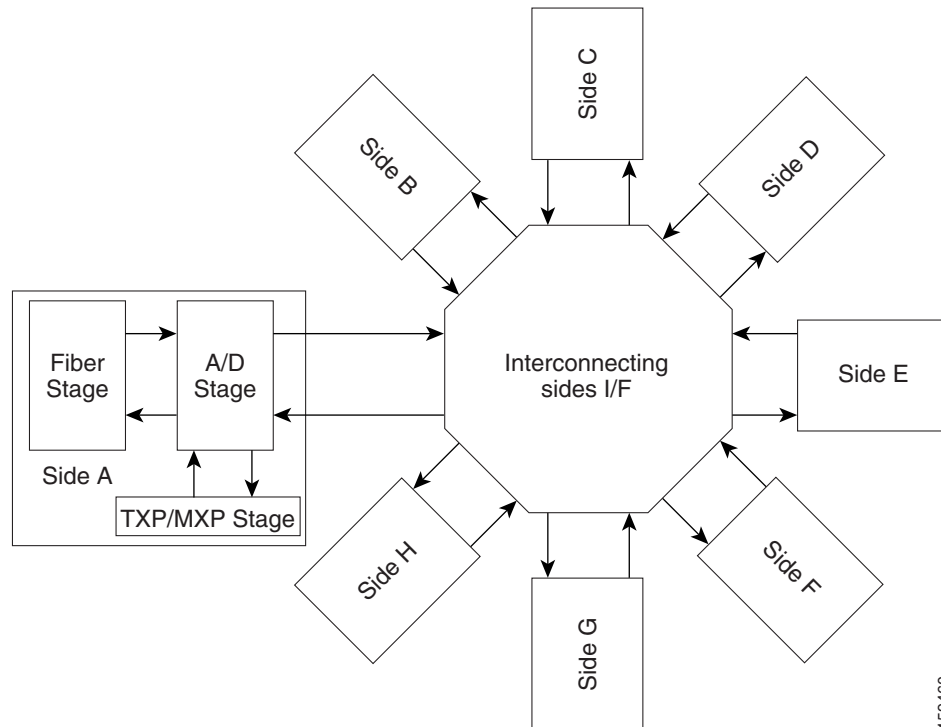 Side C
Side B
Side D
Fiber
Stage
A/D
Stage
Interconnecting
sides I/F
Side E
Side A
TXP/MXP Stage
Side H
Side F
Side G